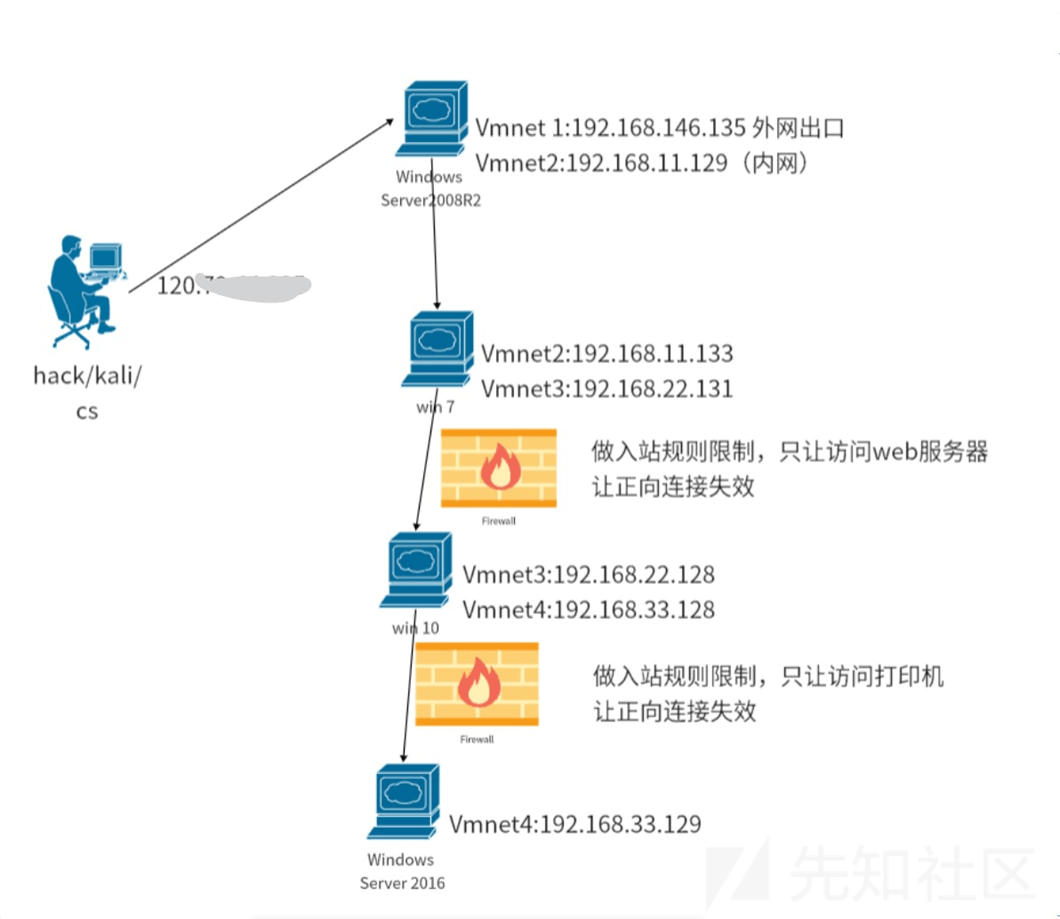 Vmnet 1:192.168.146.135 外网出口
Vmnet2:192.168.11.129（内网）
Windows
Server2008R2
hack/kali/
cs
Vmnet2:192.168.11.133
Vmnet3:192.168.22.131
win 7
做入站规则限制，只让访问web服务器
让正向连接失效
Firewall
Vmnet3:192.168.22.128
Vmnet4:192.168.33.128
win 10
做入站规则限制，只让访问打印机
让正向连接失效
Firewall
Vmnet4:192.168.33.129
Windows
Server 2016
先知社区